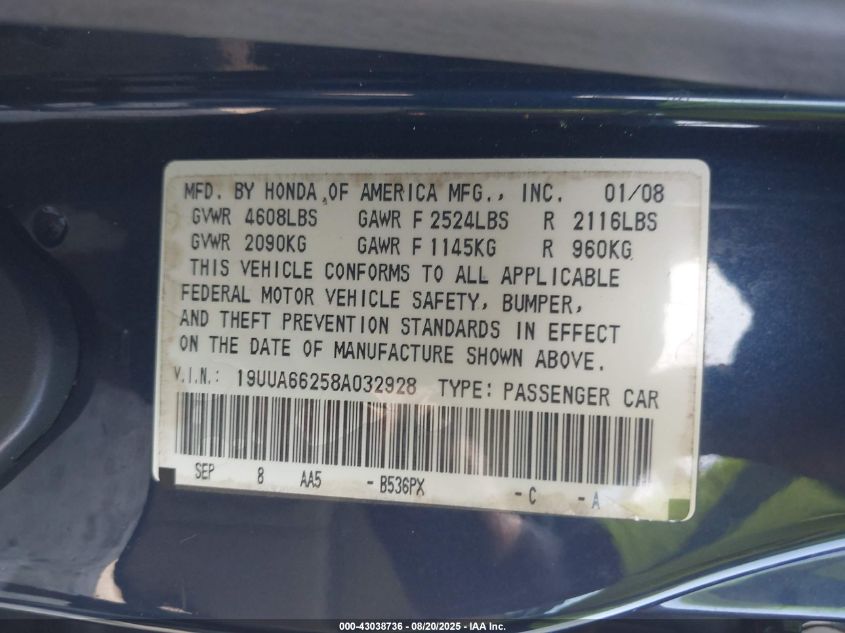 MFD. BY HONDA OF AMERICA MFG., INC. 01/08
GVWR 4608LBS GAWR F 2524LBS R 2116LBS
GVWR 2090KG GAWR F 1145KG R 960KG
THIS VEHICLE CONFORMS TO ALL APPLICABLE
FEDERAL MOTOR VEHICLE SAFETY, BUMPER,
AND THEFT PREVENTION STANDARDS IN EFFECT
ON THE DATE OF MANUFACTURE SHOWN ABOVE.
V.I.N.: 19UUA66258A032928 TYPE: PASSENGER CAR
SEP 8 AA5 - B536PX - C - A
000-43038736 - 08/20/2025 - IAA Inc.